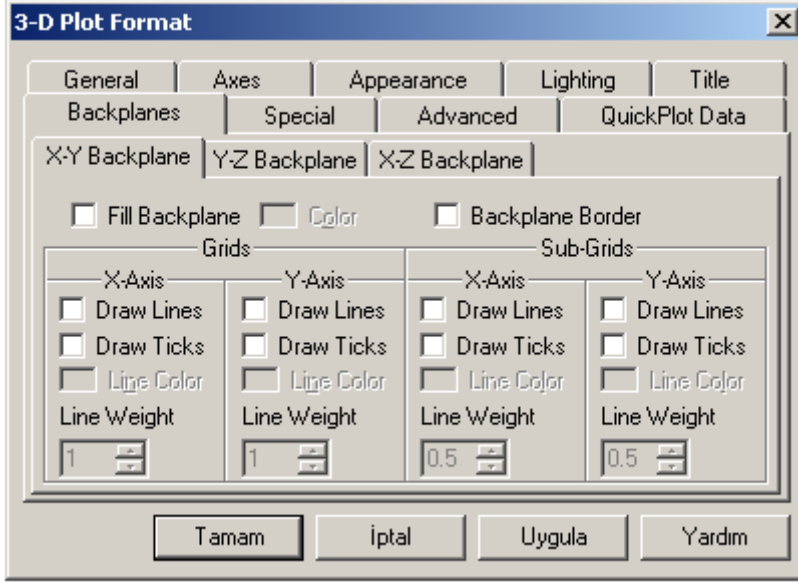 3-D Plot Format
General Axes Appearance Lighting Title
Backplanes Special Advanced QuickPlot Data
X-Y Backplane Y-Z Backplane X-Z Backplane
Fill Backplane Color Backplane Border
Grids Sub-Grids
X-Axis Y-Axis X-Axis Y-Axis
Draw Lines Draw Lines Draw Lines Draw Lines
Draw Ticks Draw Ticks Draw Ticks Draw Ticks
Line Color Line Color Line Color Line Color
Line Weight Line Weight Line Weight Line Weight
1 1 0.5 0.5
Tamam İptal Uygula Yardım